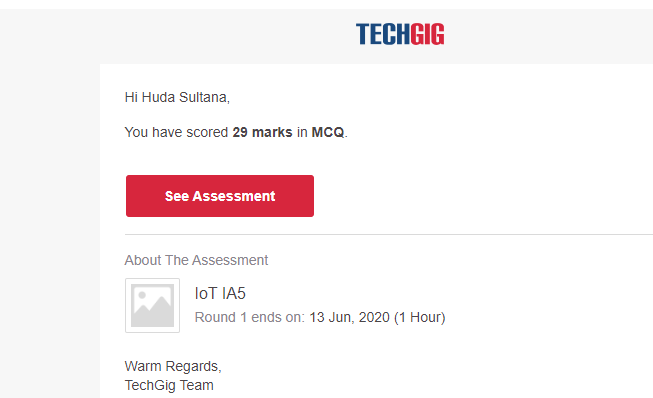 TECHGIG
Hi Huda Sultana,
You have scored 29 marks in MCQ.
See Assessment
About The Assessment
IoT IA5
Round 1 ends on: 13 Jun, 2020 (1 Hour)
Warm Regards,
TechGig Team